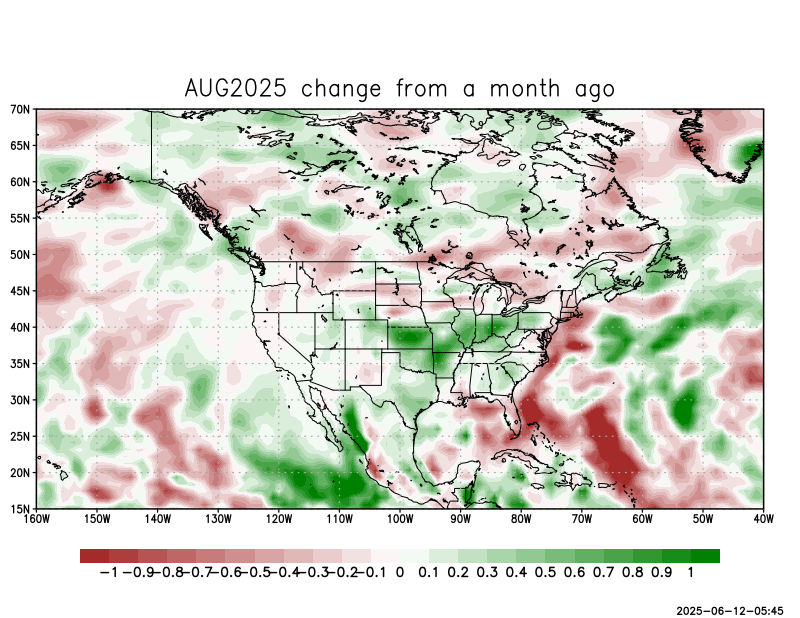 AUG2025 change from a month ago
70N
65N
60N
55N
50N
45N
40N
35N
30N
25N
20N
15N
160W 150W 140W 130W 120W 110W 100W 90W 80W 70W 60W 50W 40W
-1 -0.9 -0.8 -0.7 -0.6 -0.5 -0.4 -0.3 -0.2 -0.1 0 0.1 0.2 0.3 0.4 0.5 0.6 0.7 0.8 0.9 1
2025-06-12-05:45